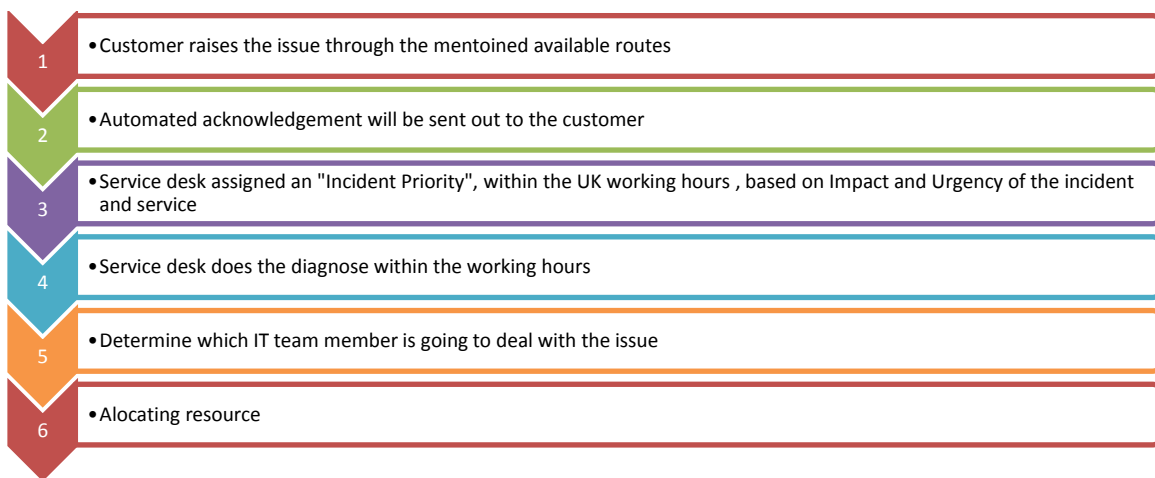 1
•Customer raises the issue through the mentoined available routes
2
•Automated acknowledgement will be sent out to the customer
3
•Service desk assigned an "Incident Priority", within the UK working hours , based on Impact and Urgency of the incident
and service
4
•Service desk does the diagnose within the working hours
5
•Determine which IT team member is going to deal with the issue
6
•Alocating resource